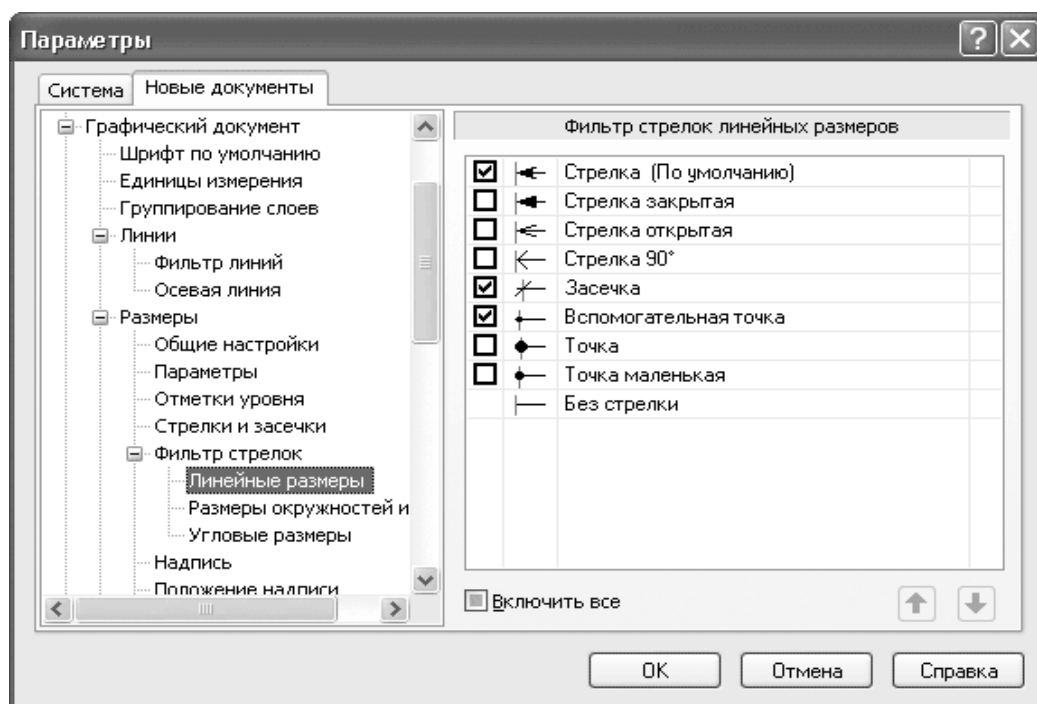 Параметры
Система
Новые документы
Графический документ
Шрифт по умолчанию
Единицы измерения
Группирование слоев
Линии
Фильтр линий
Осевая линия
Размеры
Общие настройки
Параметры
Отметки уровня
Стрелки и засечки
Фильтр стрелок
Линейные размеры
Размеры окружностей и
Угловые размеры
Надпись
Положение надписи
Фильтр стрелок линейных размеров
Стрелка (По умолчанию)
Стрелка закрытая
Стрелка открытая
Стрелка 90°
Засечка
Вспомогательная точка
Точка
Точка маленькая
Без стрелки
Включить все
ОК
Отмена
Справка